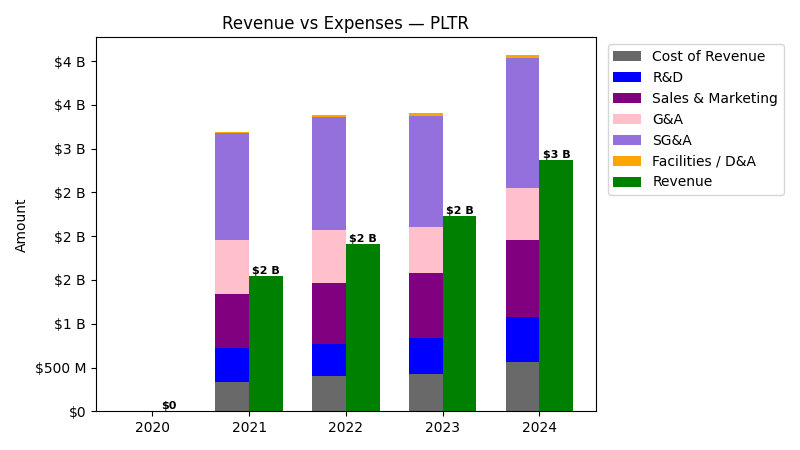 Revenue vs Expenses — PLTR
$4 B
$4 B
$3 B
$2 B
$2 B
$2 B
$1 B
$500 M
$0
Amount
$0
$2 B
$2 B
$2 B
$3 B
2020
2021
2022
2023
2024
Cost of Revenue
R&D
Sales & Marketing
G&A
SG&A
Facilities / D&A
Revenue